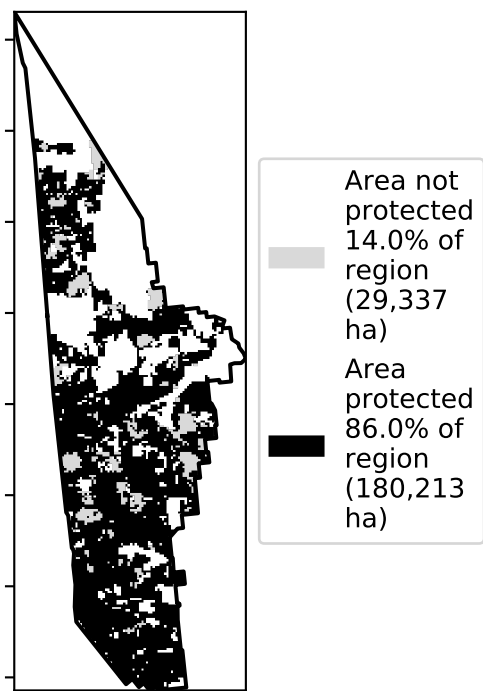 Area not
protected
14.0% of
region
(29,337
ha)
Area
protected
86.0% of
region
(180,213
ha)